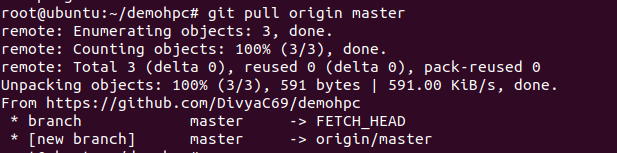 root@ubuntu:~/demohpc# git pull origin master
remote: Enumerating objects: 3, done.
remote: Counting objects: 100% (3/3), done.
remote: Total 3 (delta 0), reused 0 (delta 0), pack-reused 0
Unpacking objects: 100% (3/3), 591 bytes | 591.00 KiB/s, done.
From https://github.com/DivyaC69/demohpc
 * branch            master     -> FETCH_HEAD
 * [new branch]      master     -> origin/master